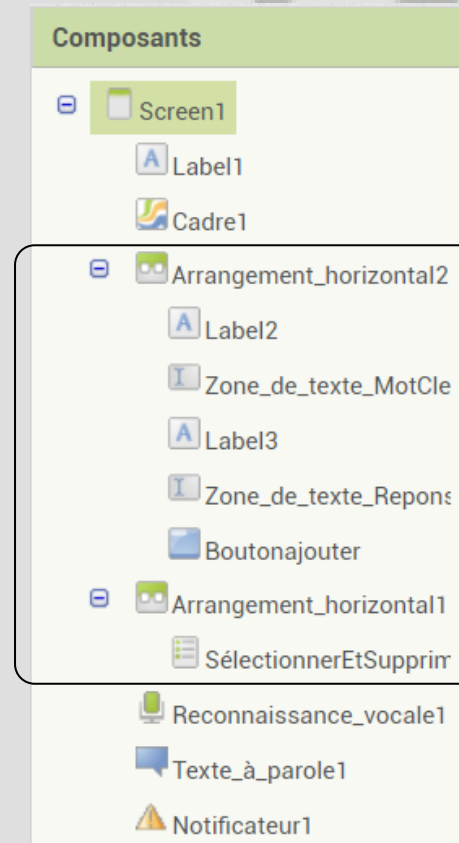 Composants
Screen1
Label1
Cadre1
Arrangement_horizontal2
Label2
Zone_de_texte_MotCle
Label3
Zone_de_texte_Repons
Boutonajouter
Arrangement_horizontal1
SélectionnerEtSupprim
Reconnaissance_vocale1
Texte_à_parole1
Notificateur1